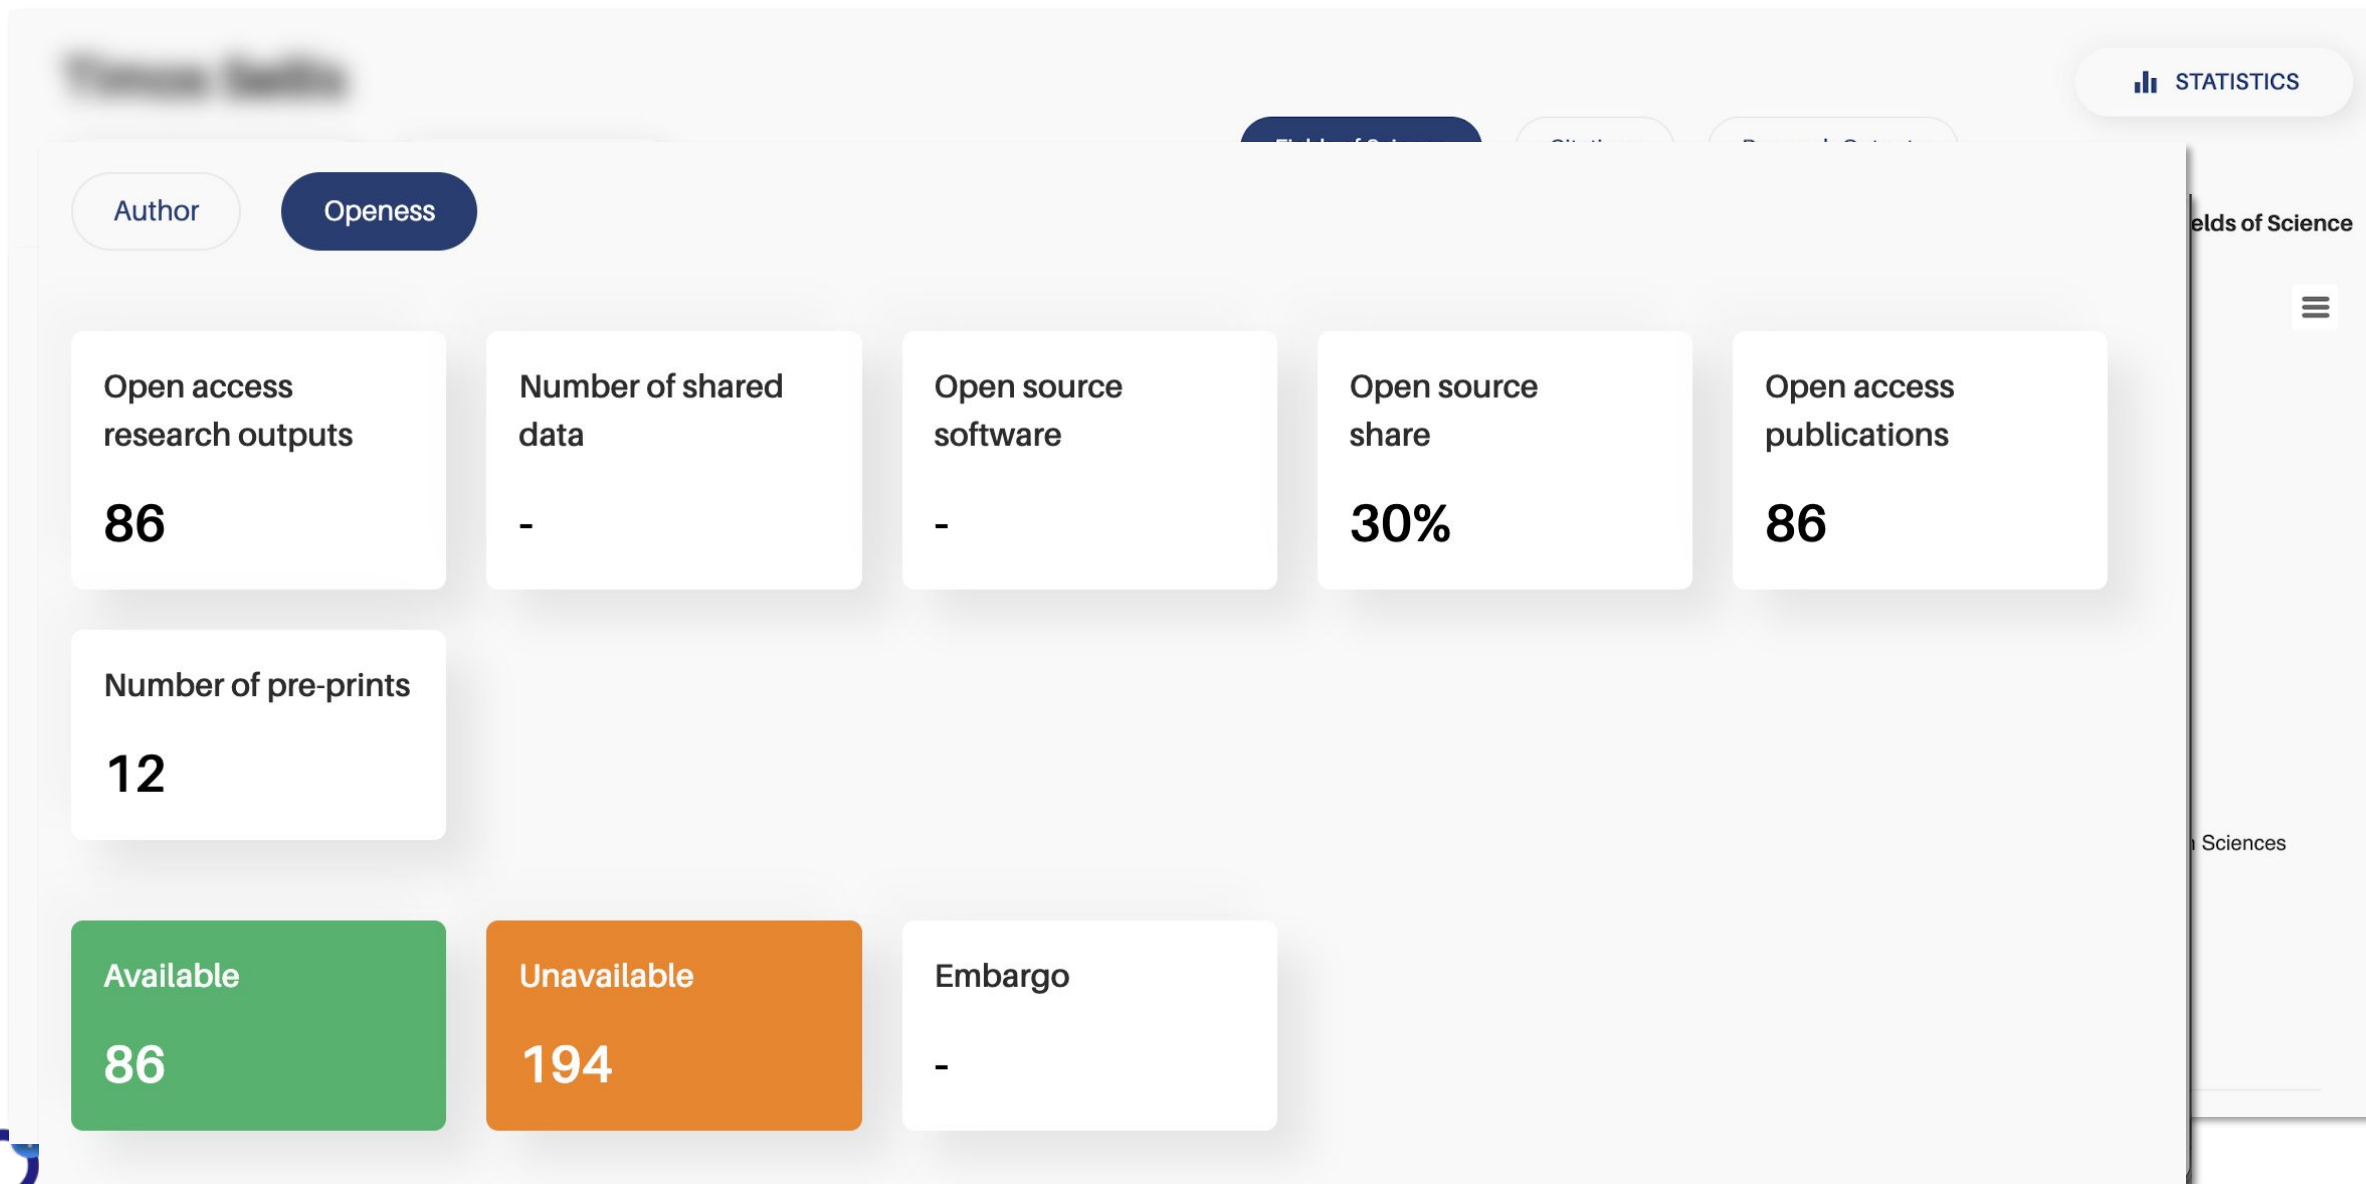 STATISTICS
Author
Openess
elds of Science
Open access
research outputs
86
Number of shared
data
-
Open source
software
-
Open source
share
30%
Open access
publications
86
Number of pre-prints
12
Sciences
Available
86
Unavailable
194
Embargo
-